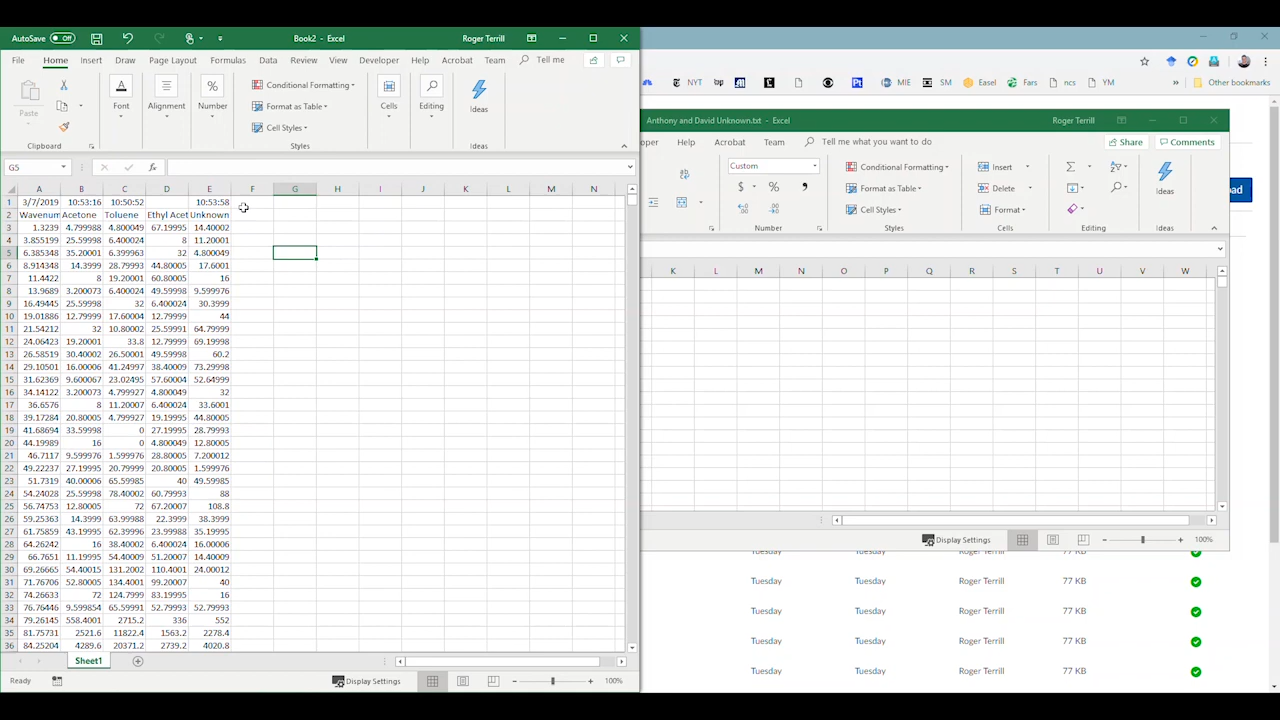 AutoSave Off Book2 - Excel Roger Terrill
File Home Insert Draw Page Layout Formulas Data Review View Developer Help Acrobat Team Tell me
Paste Font Alignment Number Conditional Formatting Format as Table Cell Styles Cells Editing Ideas
Clipboard Styles Ideas
G5 fx
A B C D E F G H I J K L M N
1 3/7/2019 10:53:16 10:50:52 10:53:58
2 Wavenum Acetone Toluene Ethyl Acet Unknown
3 1.3239 4.799988 4.800049 67.19995 14.40002
4 3.855199 25.59998 6.400024 8 11.20001
5 6.385348 35.20001 6.399963 32 4.800049
6 8.914348 14.3999 28.79993 44.80005 17.6001
7 11.4422 8 19.20001 60.80005 16
8 13.9689 3.200073 6.400024 49.59998 9.599976
9 16.49445 25.59998 32 6.400024 30.3999
10 19.01886 12.79999 17.60004 12.79999 44
11 21.54212 32 10.80002 25.59991 64.79999
12 24.06423 19.20001 33.8 12.79999 69.19998
13 26.58519 30.40002 26.50001 49.59998 60.2
14 29.10501 16.00006 41.24997 38.40009 73.29998
15 31.62369 9.600067 23.02495 57.60004 52.64999
16 34.14122 3.200073 4.799927 4.800049 32
17 36.6576 8 11.20007 6.400024 33.6001
18 39.17284 20.80005 4.799927 19.19995 44.80005
19 41.68694 33.59998 0 27.19995 28.79993
20 44.19989 16 0 4.800049 12.80005
21 46.7117 9.599976 1.599976 28.80005 7.200012
22 49.22237 27.19995 20.79999 20.80005 1.599976
23 51.7319 40.00006 65.59985 40 49.59985
24 54.24028 25.59998 78.40002 60.79993 88
25 56.74753 12.80005 72 67.20007 108.8
26 59.25363 14.3999 63.99988 22.3999 38.3999
27 61.75859 43.19995 62.39996 23.99988 35.19995
28 64.26242 16 38.40002 6.400024 16.00006
29 66.7651 11.19995 54.40009 51.20007 14.40009
30 69.26665 54.40015 131.2002 110.4001 24.00012
31 71.76706 52.80005 134.4001 99.20007 40
32 74.26633 72 124.7999 83.19995 16
33 76.76446 9.599854 65.59991 52.79993 52.79993
34 79.26145 558.4001 2715.2 336 552
35 81.75731 2521.6 11822.4 1563.2 2278.4
36 84.25204 4289.6 20371.2 2739.2 4020.8
Sheet1
Ready Display Settings 100%
NYT MIE SM Easel Fars ncs YM Other bookmarks
Anthony and David Unknown.txt - Excel Roger Terrill
oper Help Acrobat Team Tell me what you want to do Share Comments
Custom Conditional Formatting Insert
$ % , Format as Table Delete Ideas
Cell Styles Format
Number Styles Cells Editing Ideas
K L M N O P Q R S T U V W
Display Settings 100%
oad
Tuesday Tuesday Roger Terrill 77 KB
Tuesday Tuesday Roger Terrill 77 KB
Tuesday Tuesday Roger Terrill 77 KB
Tuesday Tuesday Roger Terrill 77 KB
Tuesday Tuesday Roger Terrill 77 KB